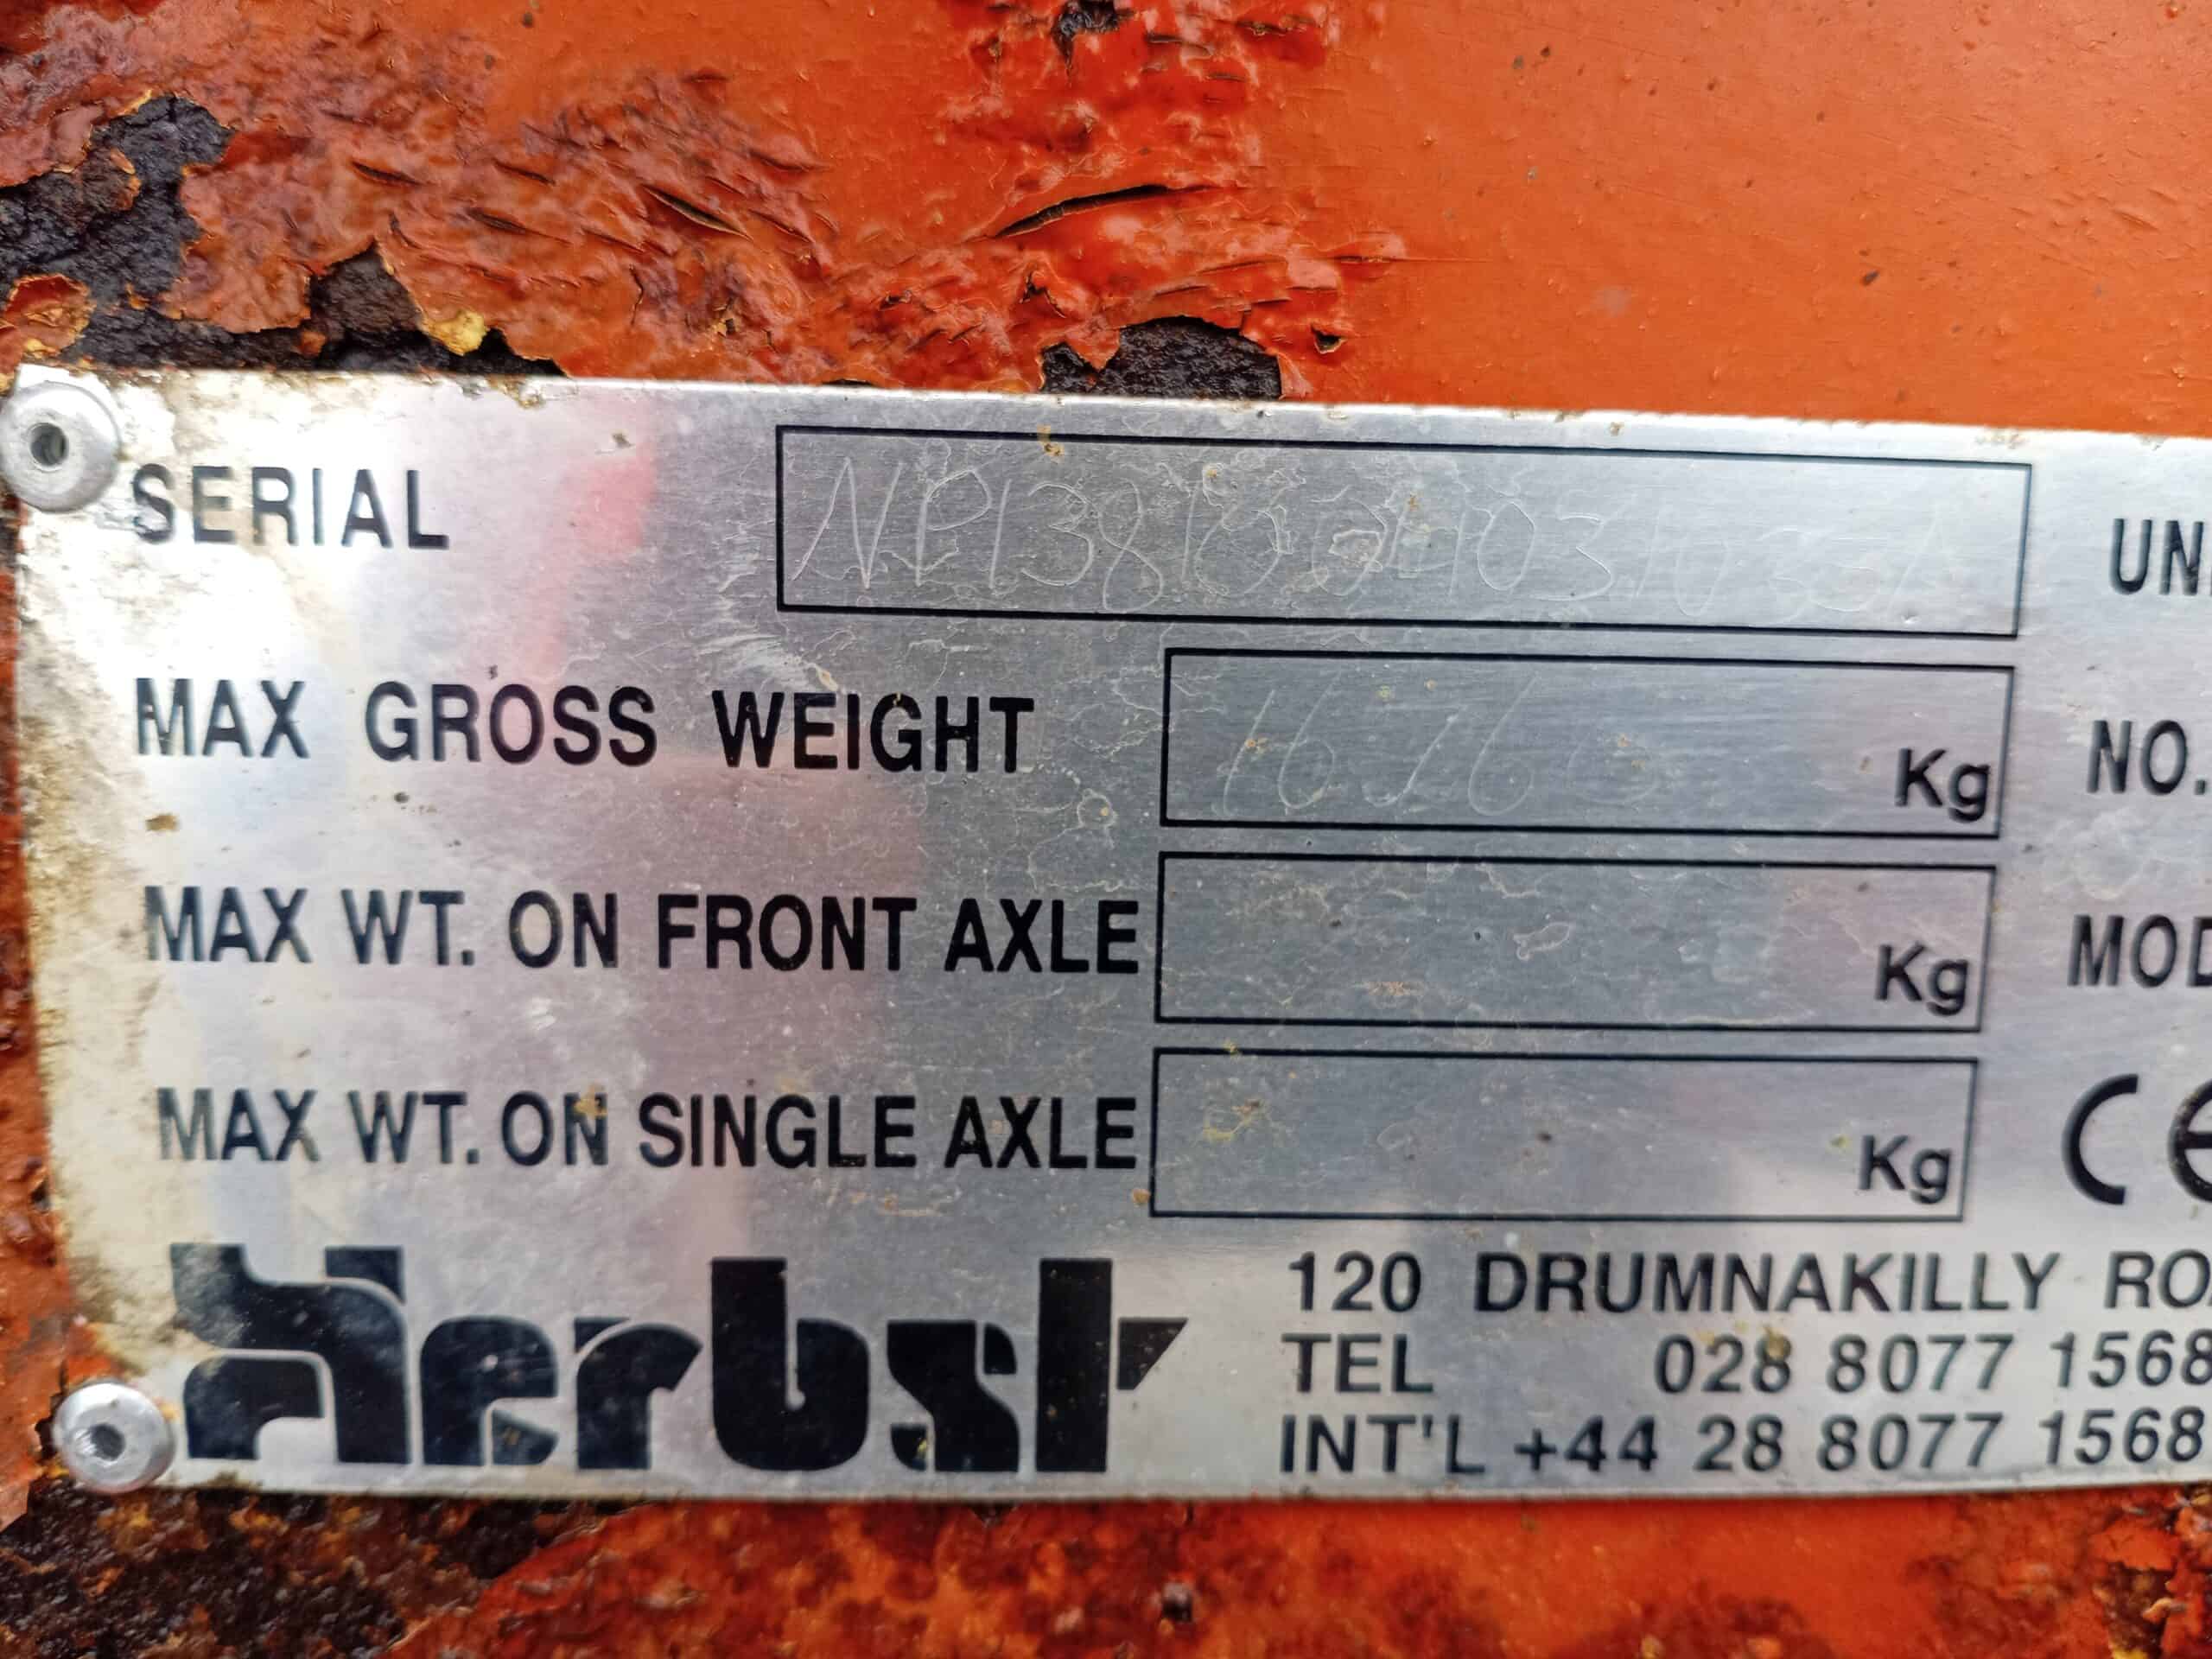 SERIAL UN
MAX GROSS WEIGHT Kg NO.
MAX WT. ON FRONT AXLE Kg MOD
MAX WT. ON SINGLE AXLE Kg CE
Herbst
120 DRUMNAKILLY RO
TEL 028 8077 1568
INT'L +44 28 8077 1568